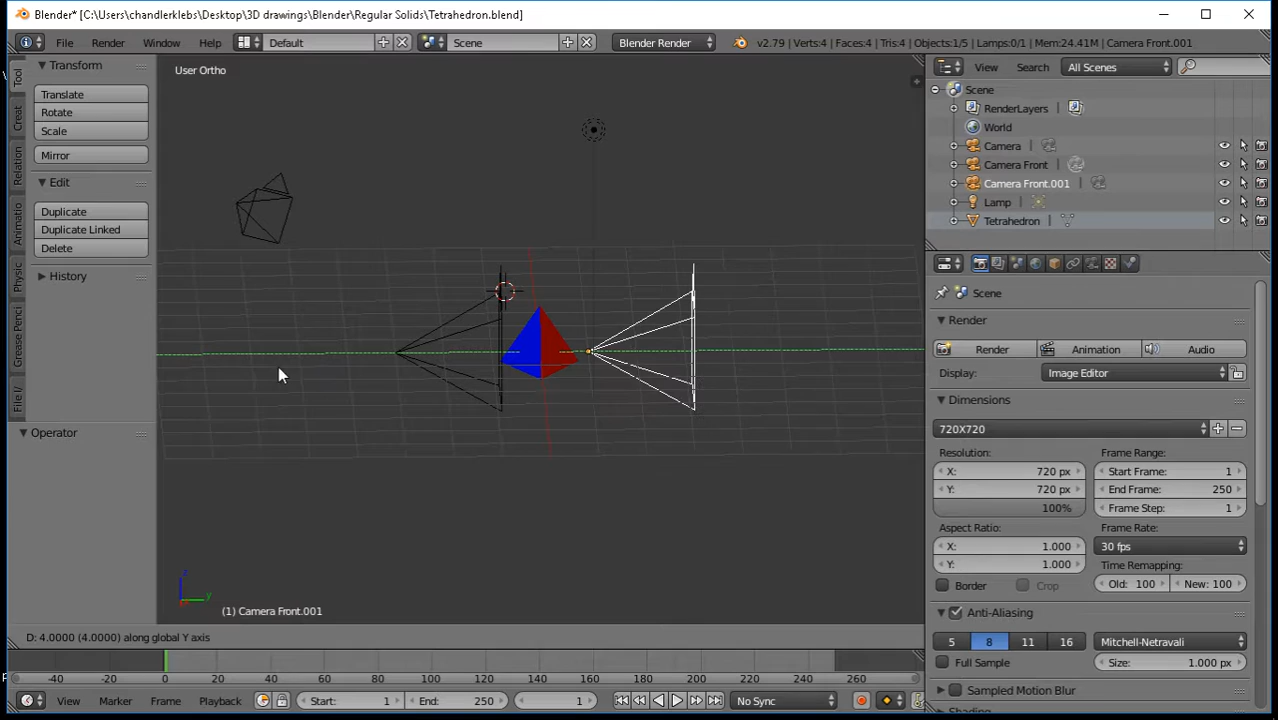 Blender* [C:\Users\chandlerklebs\Desktop\3D drawings\Blender\Regular Solids\Tetrahedron.blend]
File Render Window Help Default Scene Blender Render v2.79 | Verts:4 | Faces:4 | Tris:4 | Objects:1/5 | Lamps:0/1 | Mem:24.41M | Camera Front.001
Tool
Creat
Relation
Animatio
Physic
Grease Penci
File I/
Transform
Translate
Rotate
Scale
Mirror
Edit
Duplicate
Duplicate Linked
Delete
History
Operator
User Ortho
z
y
(1) Camera Front.001
D: 4.0000 (4.0000) along global Y axis
View Search All Scenes
Scene
RenderLayers
World
Camera
Camera Front
Camera Front.001
Lamp
Tetrahedron
Scene
Render
Render Animation Audio
Display: Image Editor
Dimensions
720X720
Resolution: Frame Range:
X: 720 px Start Frame: 1
Y: 720 px End Frame: 250
100% Frame Step: 1
Aspect Ratio: Frame Rate:
X: 1.000 30 fps
Y: 1.000 Time Remapping:
Border Crop Old: 100 New: 100
Anti-Aliasing
5 8 11 16 Mitchell-Netravali
Full Sample Size: 1.000 px
Sampled Motion Blur
-40 -20 0 20 40 60 80 100 120 140 160 180 200 220 240 260
View Marker Frame Playback Start: 1 End: 250 1 No Sync